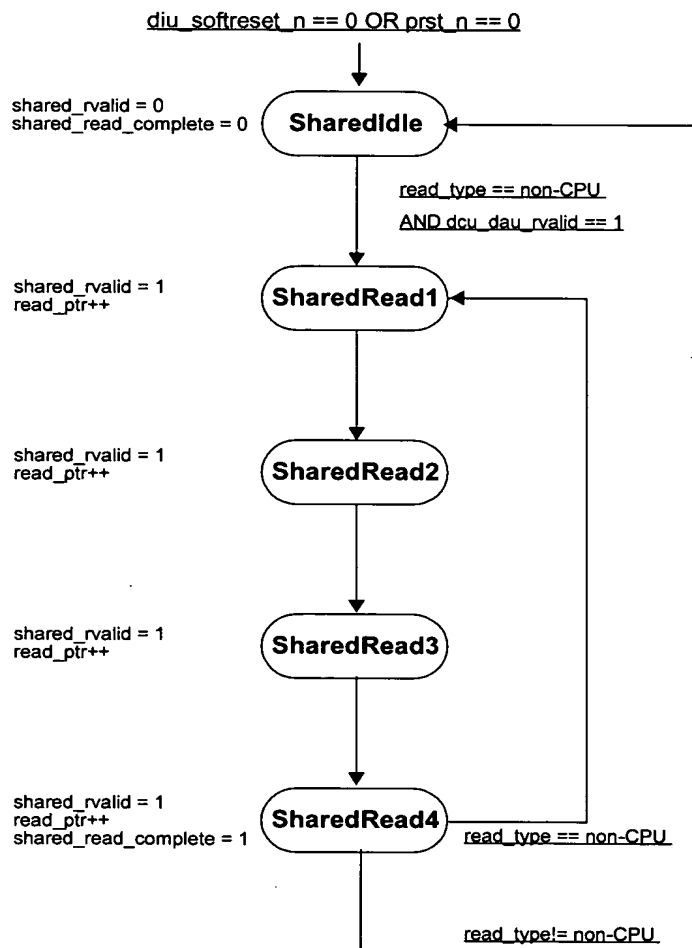 diu_softreset_n == 0 OR prst_n == 0
shared_rvalid = 0
shared_read_complete = 0
SharedIdle
read_type == non-CPU
AND dcu_dau_rvalid == 1
shared_rvalid = 1
read_ptr++
SharedRead1
shared_rvalid = 1
read_ptr++
SharedRead2
shared_rvalid = 1
read_ptr++
SharedRead3
shared_rvalid = 1
read_ptr++
shared_read_complete = 1
SharedRead4
read_type == non-CPU
read_type!= non-CPU